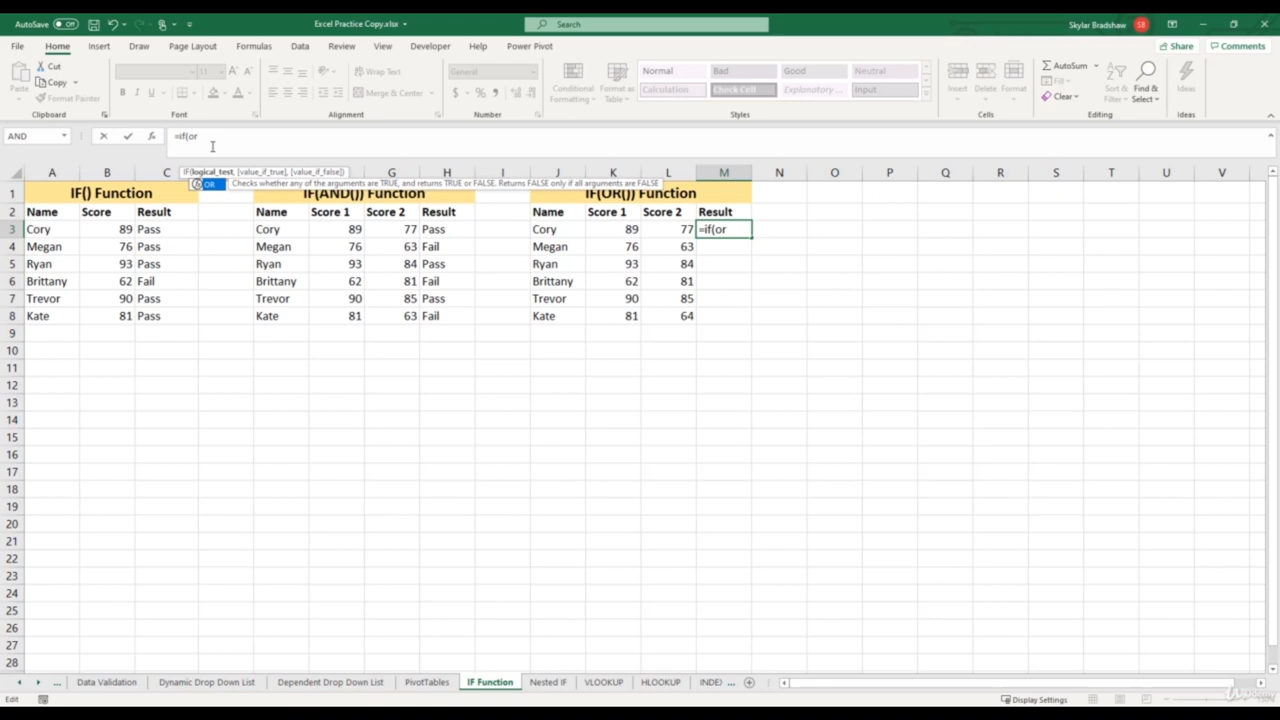 AutoSave Off Excel Practice Copy.xlsx Search Skylar Bradshaw SB
File Home Insert Draw Page Layout Formulas Data Review View Developer Help Power Pivot Share Comments
Paste Cut Copy Format Painter
Clipboard
11 A A
B I U A
Font
Wrap Text
Merge & Center
Alignment
General
$ % ,
Number
Conditional Formatting Format as Table
Normal Bad Good Neutral
Calculation Check Cell Explanatory ... Input
Styles
Insert Delete Format
Cells
AutoSum Fill Clear
Sort & Filter Find & Select
Editing
Ideas
Ideas
AND fx =if(or
IF(logical_test, [value_if_true], [value_if_false])
OR Checks whether any of the arguments are TRUE, and returns TRUE or FALSE. Returns FALSE only if all arguments are FALSE
A B C G H I J K L M N O P Q R S T U V
1 IF() Function IF(AND()) Function IF(OR()) Function
2 Name Score Result Name Score 1 Score 2 Result Name Score 1 Score 2 Result
3 Cory 89 Pass Cory 89 77 Pass Cory 89 77 =if(or
4 Megan 76 Pass Megan 76 63 Fail Megan 76 63
5 Ryan 93 Pass Ryan 93 84 Pass Ryan 93 84
6 Brittany 62 Fail Brittany 62 81 Fail Brittany 62 81
7 Trevor 90 Pass Trevor 90 85 Pass Trevor 90 85
8 Kate 81 Pass Kate 81 63 Fail Kate 81 64
9
10
11
12
13
14
15
16
17
18
19
20
21
22
23
24
25
26
27
28
... Data Validation Dynamic Drop Down List Dependent Drop Down List PivotTables IF Function Nested IF VLOOKUP HLOOKUP INDEX ...
Edit Display Settings